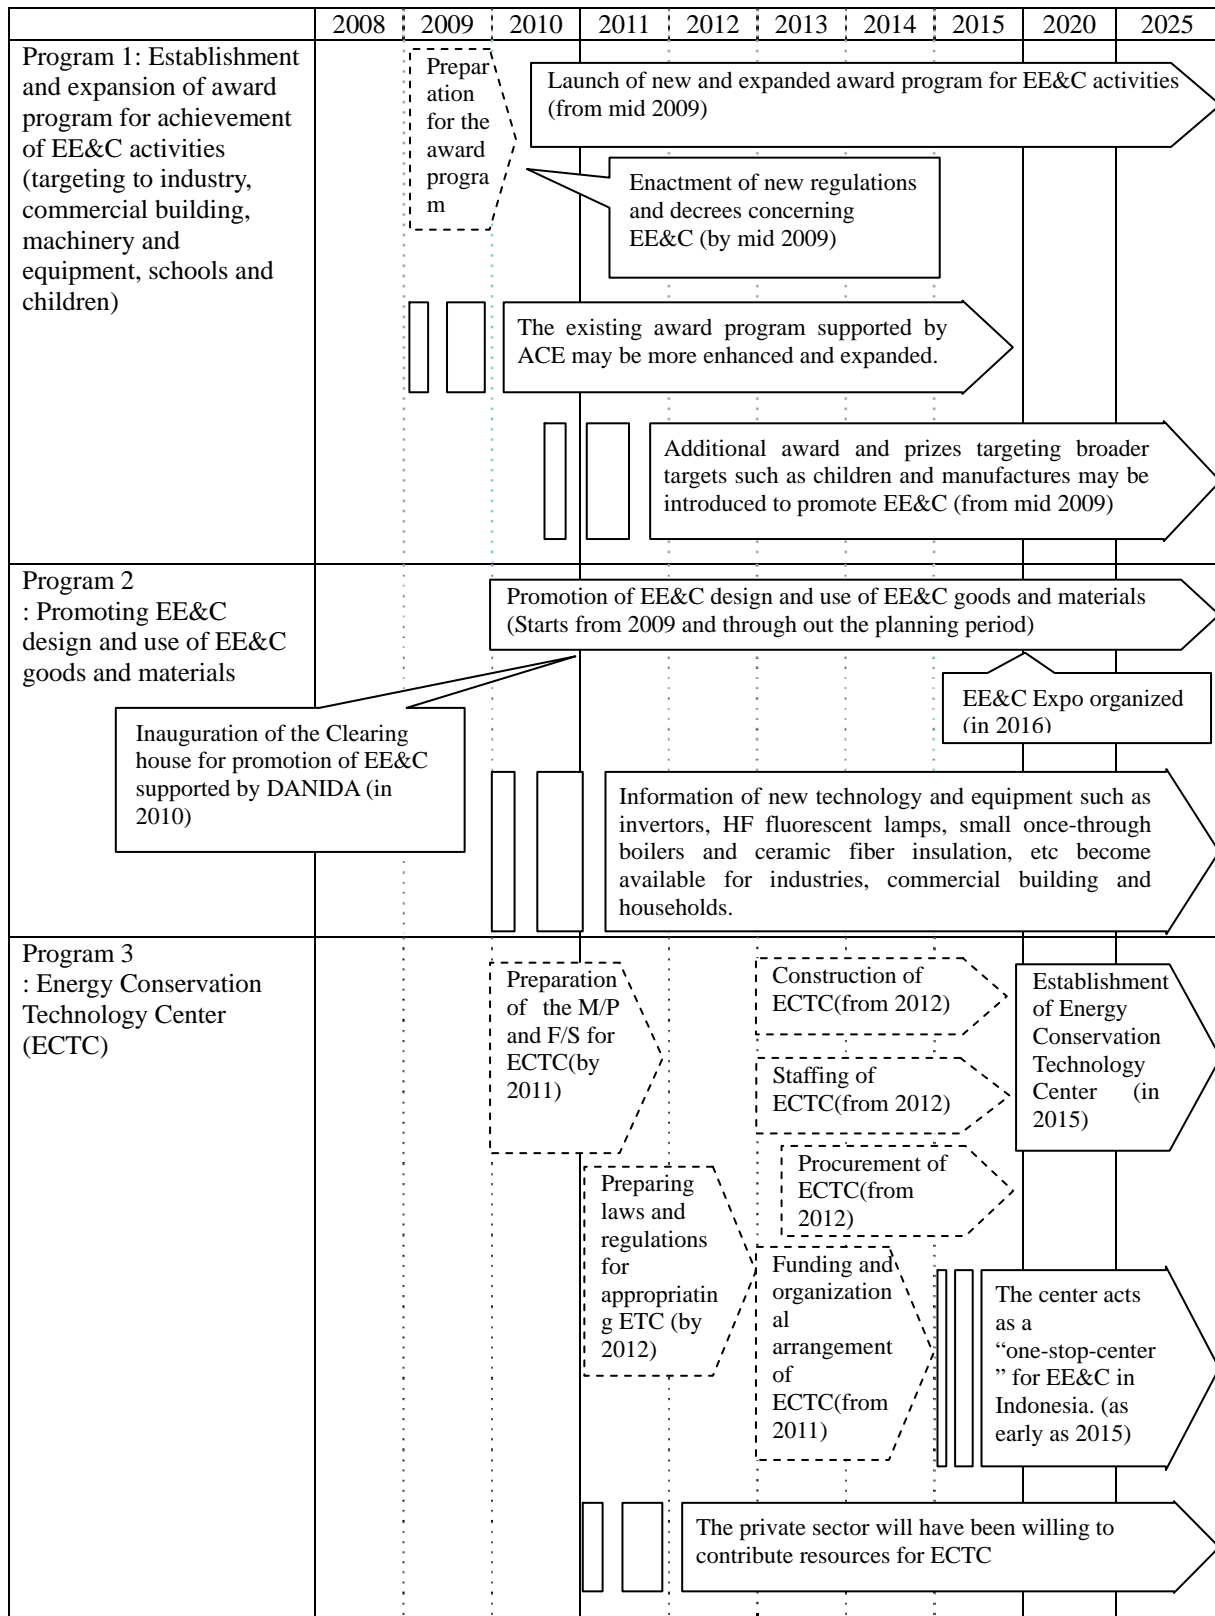 2008 2009 2010 2011 2012 2013 2014 2015 2020 2025
Program 1: Establishment
and expansion of award
program for achievement
of EE&C activities
(targeting to industry,
commercial building,
machinery and
equipment, schools and
children)
Prepar
ation
for the
award
progra
m
Launch of new and expanded award program for EE&C activities
(from mid 2009)
Enactment of new regulations
and decrees concerning
EE&C (by mid 2009)
The existing award program supported by
ACE may be more enhanced and expanded.
Additional award and prizes targeting broader
targets such as children and manufactures may be
introduced to promote EE&C (from mid 2009)
Program 2
: Promoting EE&C
design and use of EE&C
goods and materials
Promotion of EE&C design and use of EE&C goods and materials
(Starts from 2009 and through out the planning period)
EE&C Expo organized
(in 2016)
Inauguration of the Clearing
house for promotion of EE&C
supported by DANIDA (in
2010)
Information of new technology and equipment such as
invertors, HF fluorescent lamps, small once-through
boilers and ceramic fiber insulation, etc become
available for industries, commercial building and
households.
Program 3
: Energy Conservation
Technology Center
(ECTC)
Preparation
of the M/P
and F/S for
ECTC(by
2011)
Construction of
ECTC(from 2012)
Establishment
of Energy
Conservation
Technology
Center (in
2015)
Staffing of
ECTC(from 2012)
Procurement of
ECTC(from
2012)
Preparing
laws and
regulations
for
appropriatin
g ETC (by
2012)
Funding and
organization
al
arrangement
of
ECTC(from
2011)
The center acts
as a
“one-stop-center
” for EE&C in
Indonesia. (as
early as 2015)
The private sector will have been willing to
contribute resources for ECTC